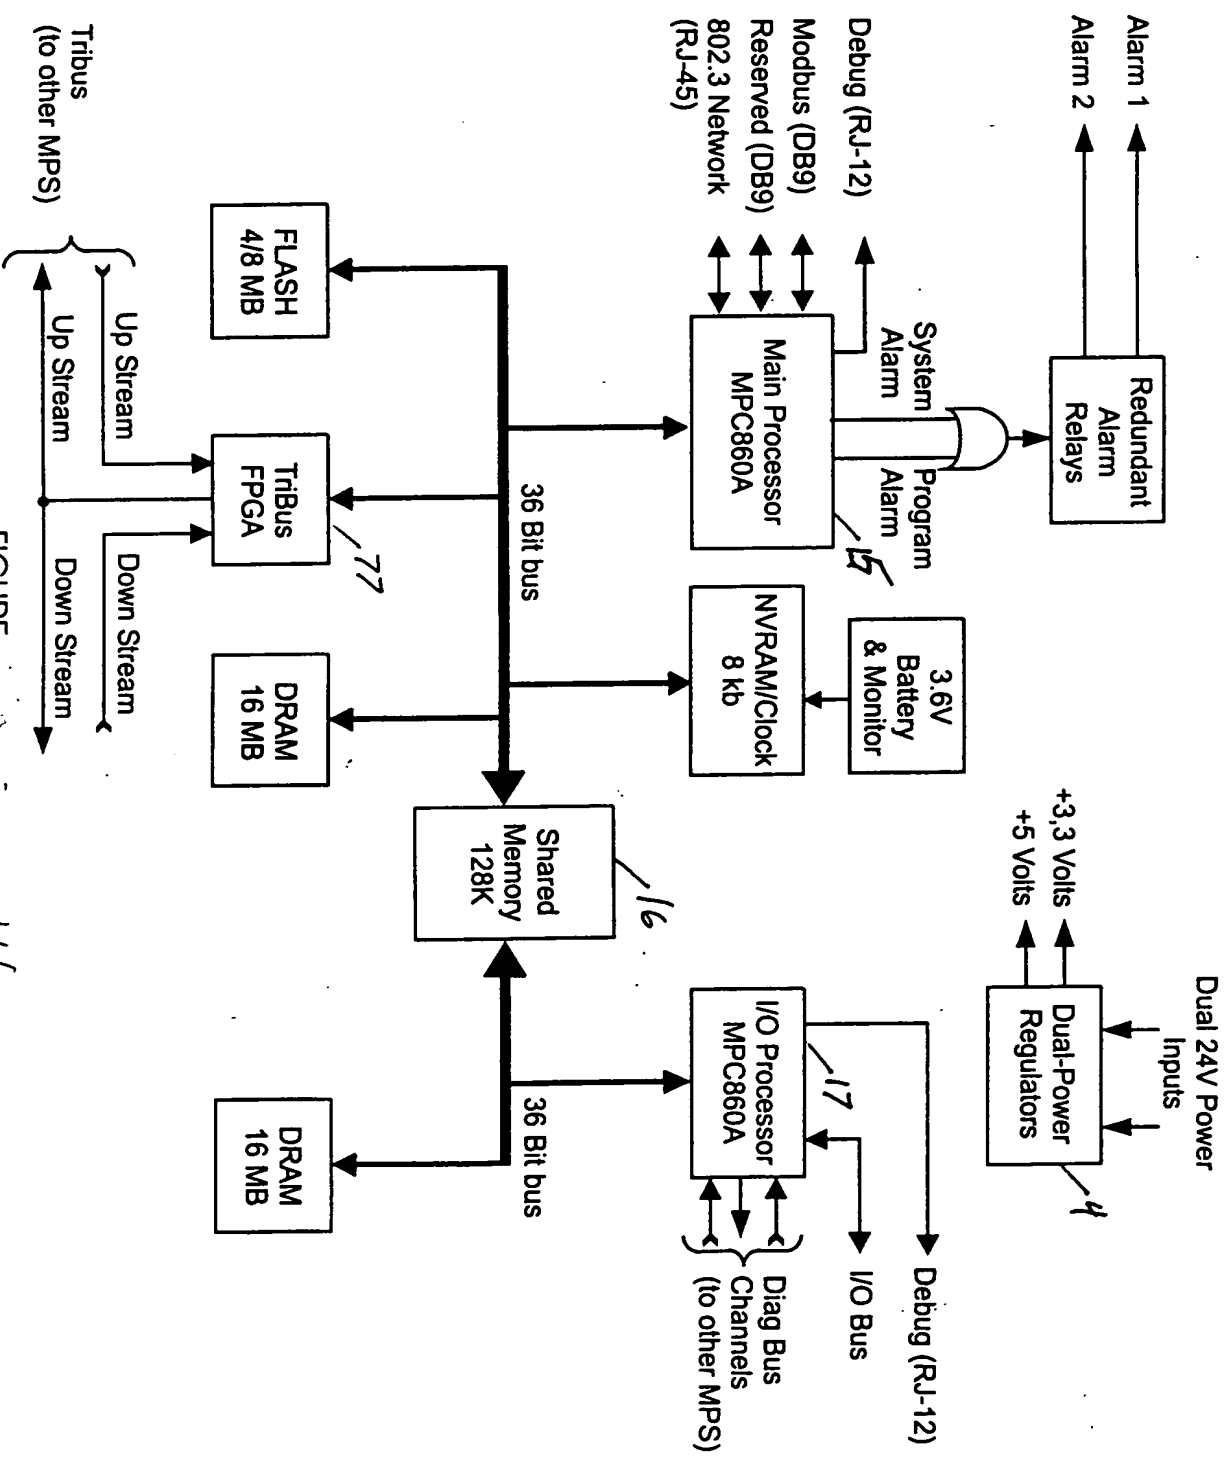 Alarm 1
Alarm 2
Redundant
Alarm
Relays
Dual 24V Power
Inputs
+3,3 Volts
+5 Volts
Dual-Power
Regulators
4
Debug (RJ-12)
Modbus (DB9)
Reserved (DB9)
802.3 Network
(RJ-45)
System
Alarm
Program
Alarm
Main Processor
MPC860A
15
3.6V
Battery
& Monitor
NVRAM/Clock
8 kb
I/O Processor
MPC860A
17
Debug (RJ-12)
I/O Bus
Diag Bus
Channels
(to other MPS)
36 Bit bus
Shared
Memory
128K
16
36 Bit bus
FLASH
4/8 MB
TriBus
FPGA
77
DRAM
16 MB
DRAM
16 MB
Tribus
(to other MPS)
Up Stream
Down Stream
Up Stream
Down Stream
FIGURE